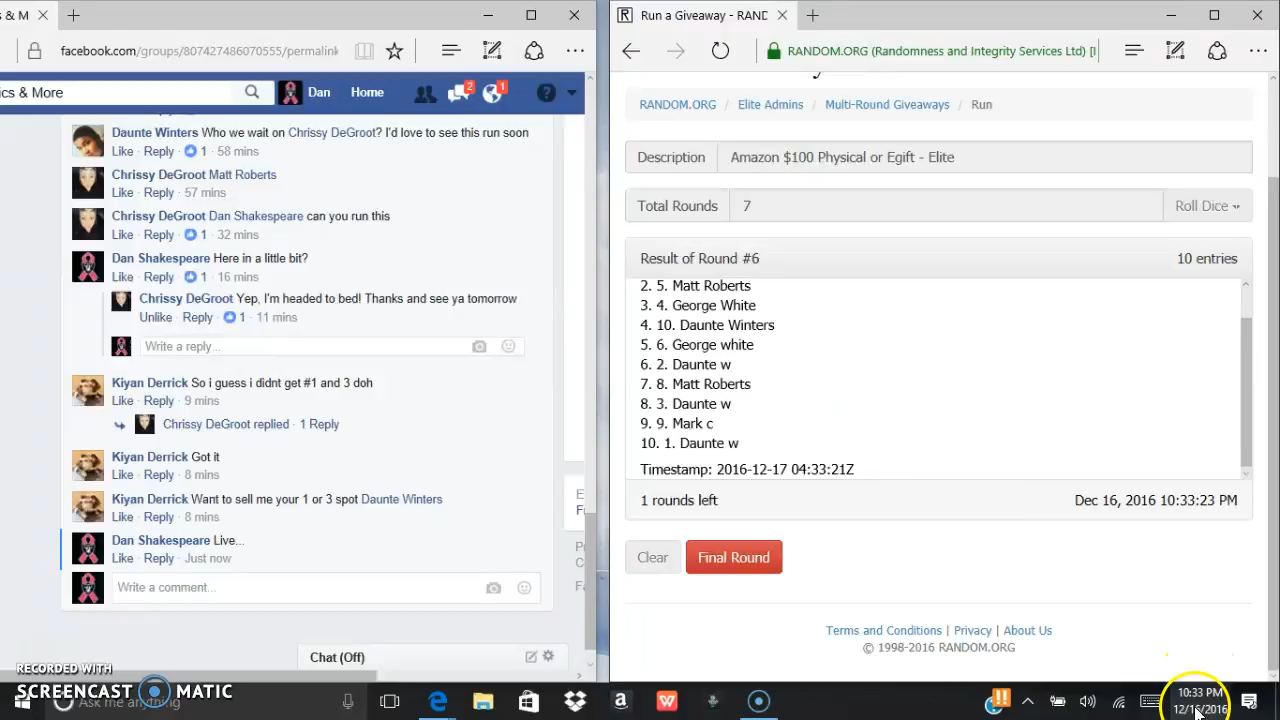 s & M
Run a Giveaway - RAND
facebook.com/groups/807427486070555/permalink
RANDOM.ORG (Randomness and Integrity Services Ltd) [
cs & More
Dan
Home
2
1
RANDOM.ORG / Elite Admins / Multi-Round Giveaways / Run
Daunte Winters Who we wait on Chrissy DeGroot? I'd love to see this run soon
Like · Reply · 1 · 58 mins
Chrissy DeGroot Matt Roberts
Like · Reply · 57 mins
Chrissy DeGroot Dan Shakespeare can you run this
Like · Reply · 1 · 32 mins
Dan Shakespeare Here in a little bit?
Like · Reply · 1 · 16 mins
Chrissy DeGroot Yep, I'm headed to bed! Thanks and see ya tomorrow
Unlike · Reply · 1 · 11 mins
Write a reply...
Kiyan Derrick So i guess i didnt get #1 and 3 doh
Like · Reply · 9 mins
Chrissy DeGroot replied · 1 Reply
Kiyan Derrick Got it
Like · Reply · 8 mins
Kiyan Derrick Want to sell me your 1 or 3 spot Daunte Winters
Like · Reply · 8 mins
Dan Shakespeare Live...
Like · Reply · Just now
Write a comment...
Chat (Off)
Description Amazon $100 Physical or Egift - Elite
Total Rounds 7 Roll Dice
Result of Round #6 10 entries
2. 5. Matt Roberts
3. 4. George White
4. 10. Daunte Winters
5. 6. George white
6. 2. Daunte w
7. 8. Matt Roberts
8. 3. Daunte w
9. 9. Mark c
10. 1. Daunte w
Timestamp: 2016-12-17 04:33:21Z
1 rounds left Dec 16, 2016 10:33:23 PM
Clear Final Round
Terms and Conditions | Privacy | About Us
© 1998-2016 RANDOM.ORG
RECORDED WITH
SCREENCAST MATIC
Ask me anything
10:33 PM